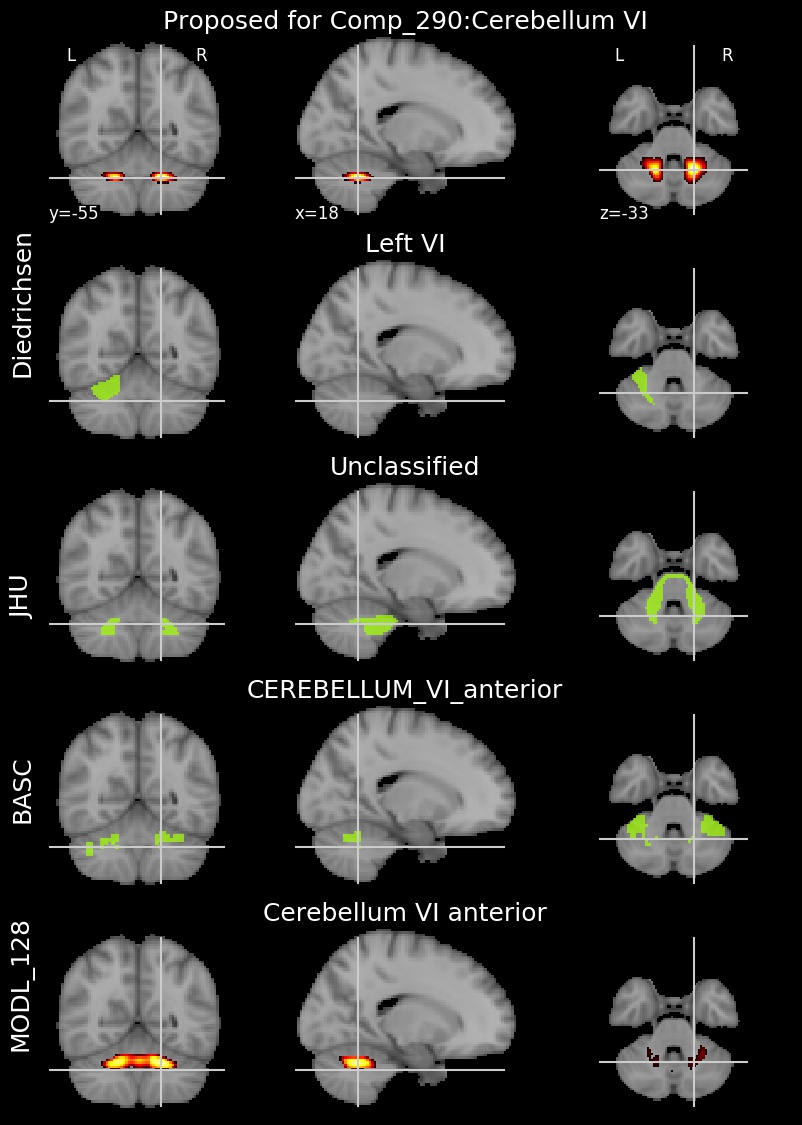 Proposed for Comp_290:Cerebellum VI
L R L R
y=-55 x=18 z=-33
Diedrichsen
Left VI
JHU
Unclassified
BASC
CEREBELLUM_VI_anterior
MODL_128
Cerebellum VI anterior